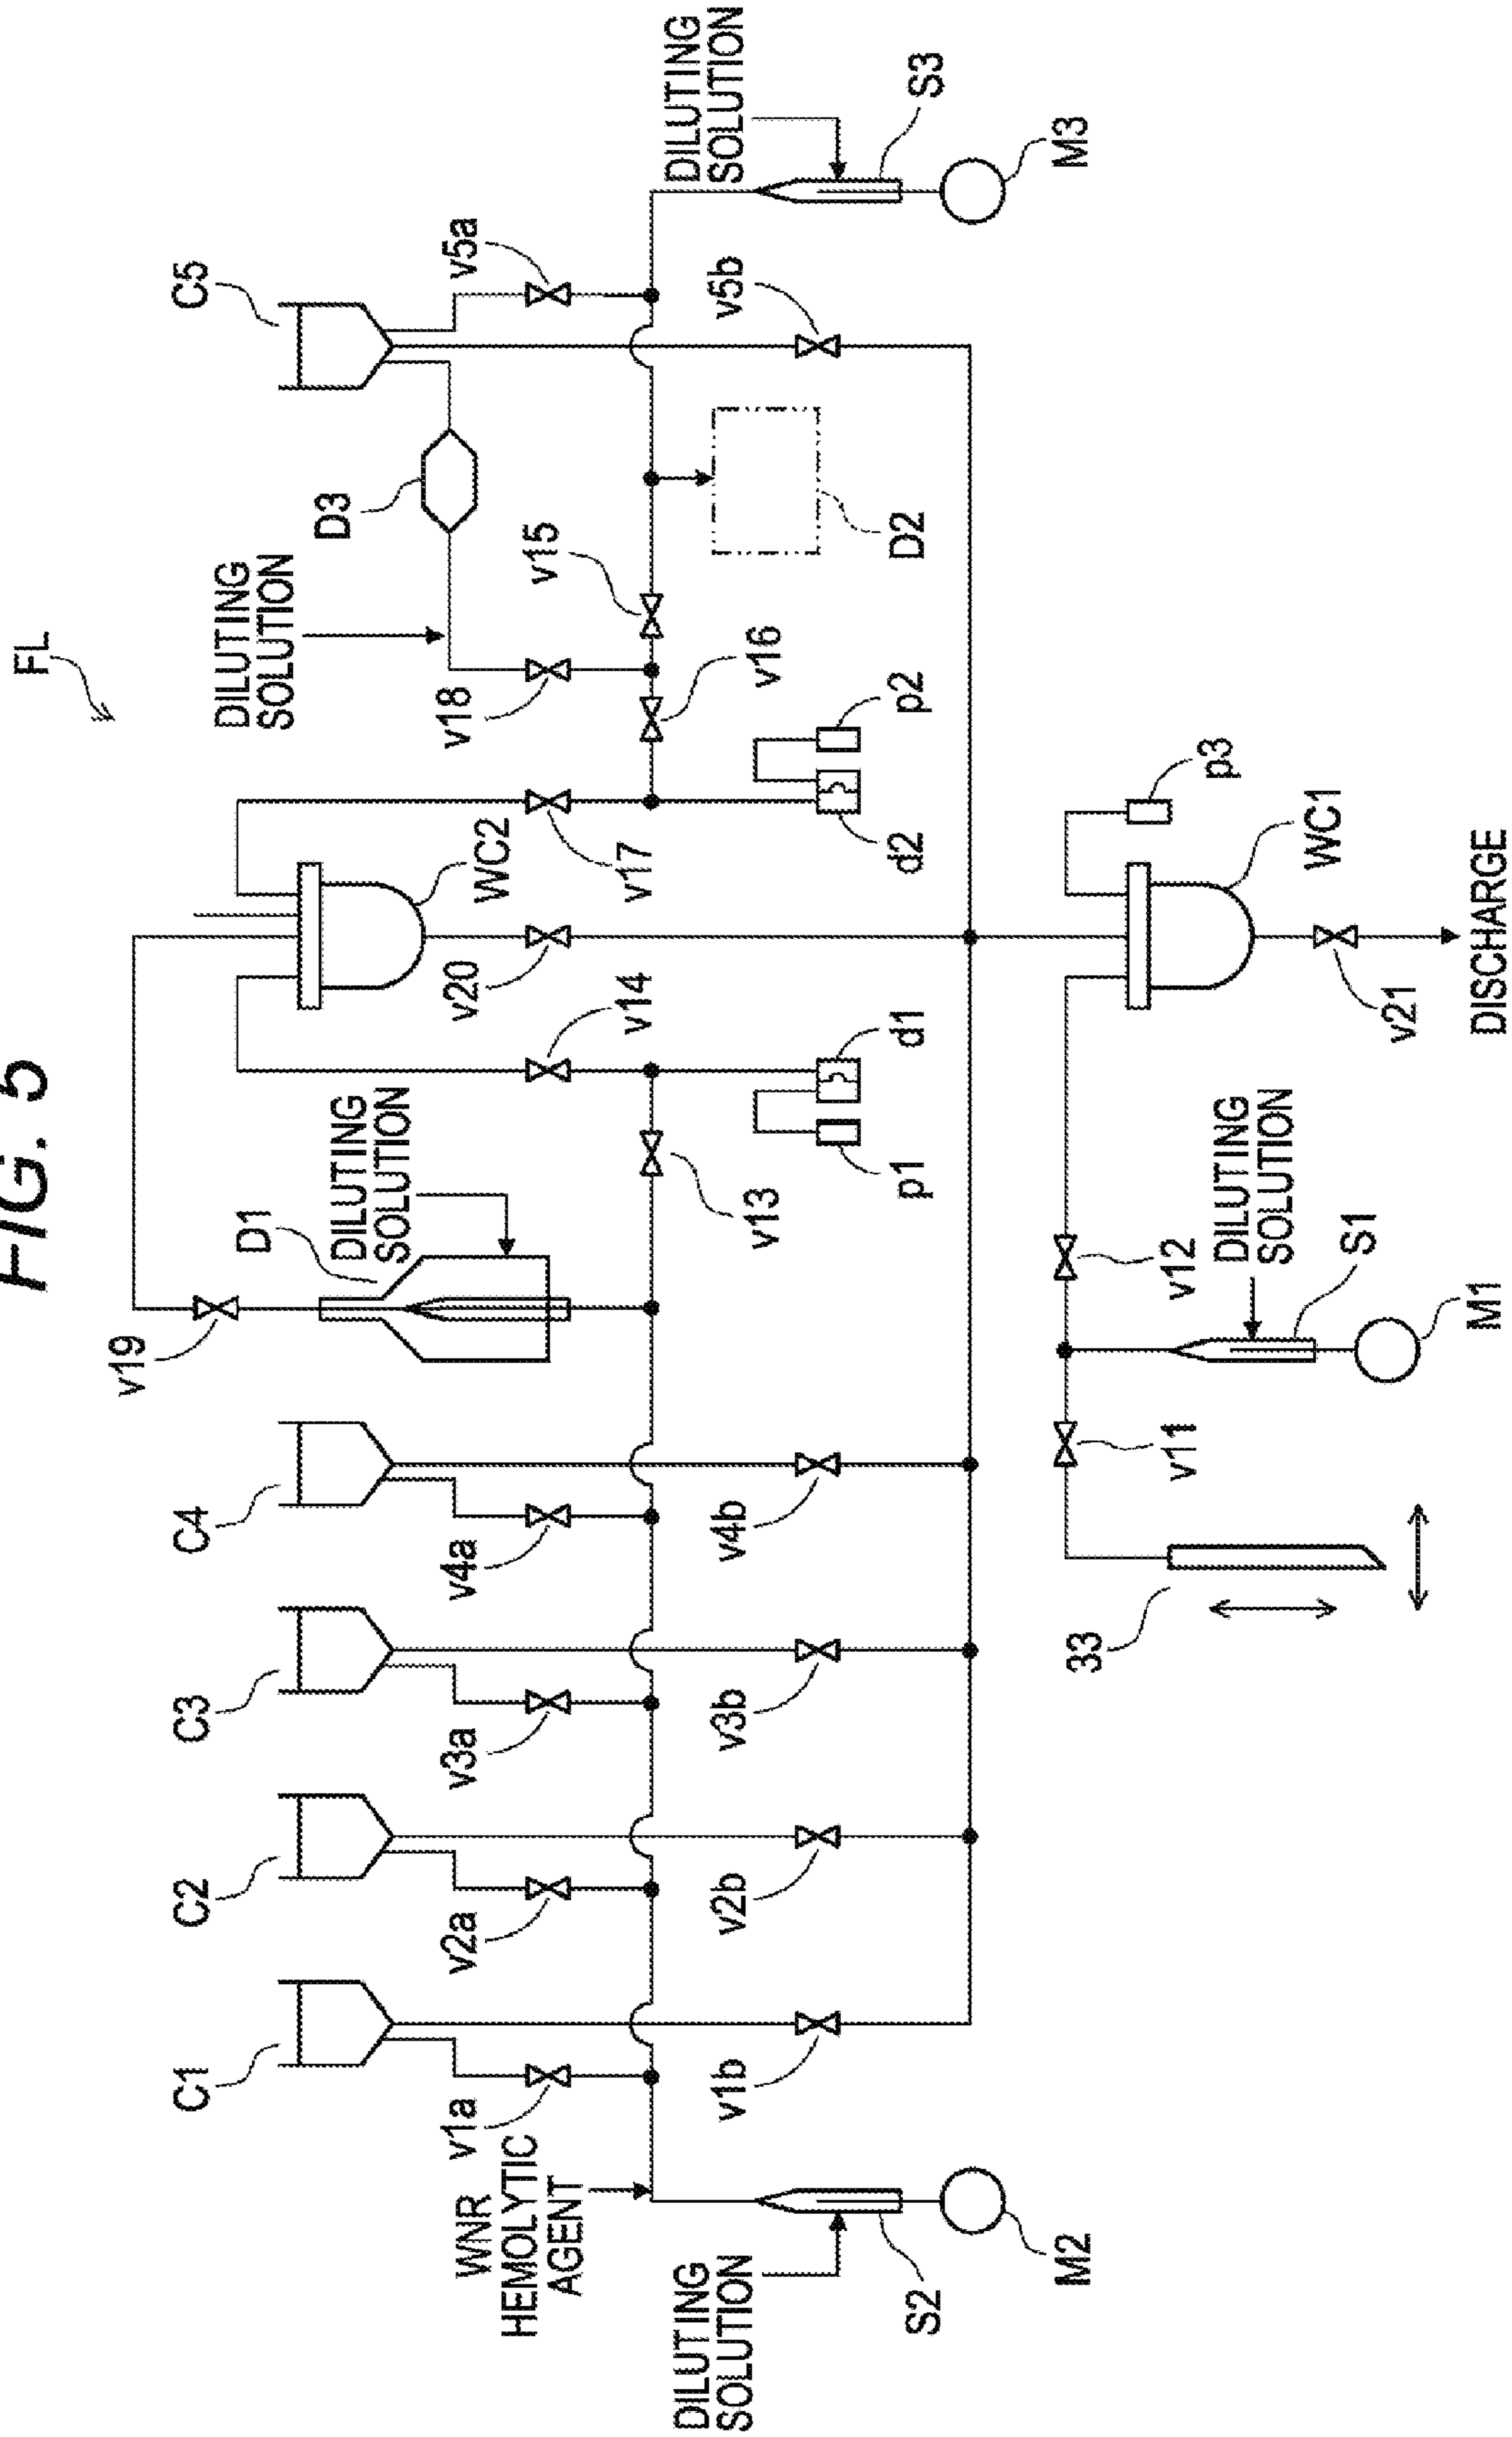 FIG. 5
FL
C1
C2
C3
C4
v19
D1
DILUTING
SOLUTION
WC2
DILUTING
SOLUTION
D3
C5
v1a
v2a
v3a
v4a
v20
v14
v17
v18
v15
v5a
WNR
HEMOLYTIC
AGENT
v13
v16
DILUTING
SOLUTION
DILUTING
SOLUTION
S2
M2
v1b
v2b
v3b
v4b
p1
d1
d2
p2
D2
v5b
S3
M3
33
v11
v12
DILUTING
SOLUTION
S1
M1
p3
WC1
v21
DISCHARGE